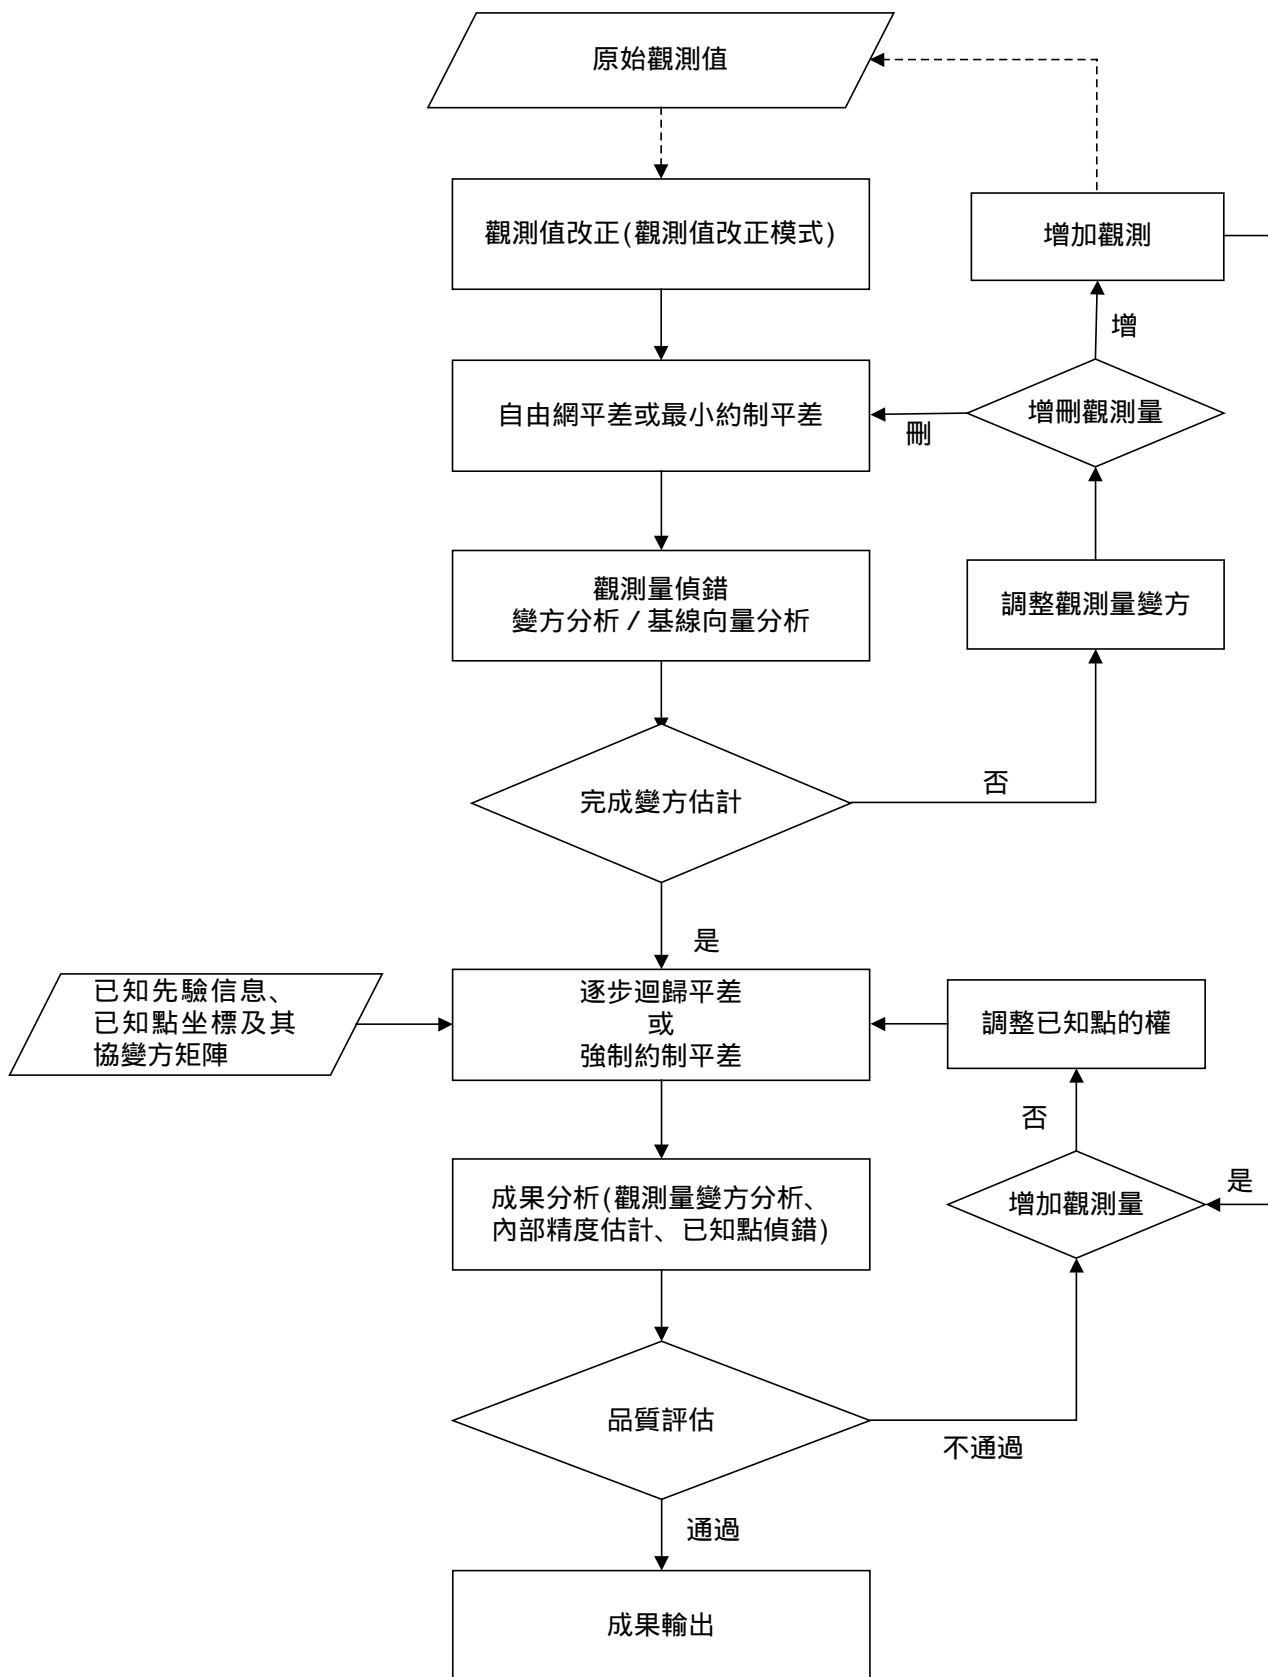 原始觀測值
觀測值改正(觀測值改正模式)
增加觀測
增
自由網平差或最小約制平差
刪
增刪觀測量
觀測量偵錯
變方分析 / 基線向量分析
調整觀測量變方
完成變方估計
否
是
已知先驗信息、
已知點坐標及其
協變方矩陣
逐步迴歸平差
或
強制約制平差
調整已知點的權
否
成果分析(觀測量變方分析、
內部精度估計、已知點偵錯)
增加觀測量
是
品質評估
不通過
通過
成果輸出